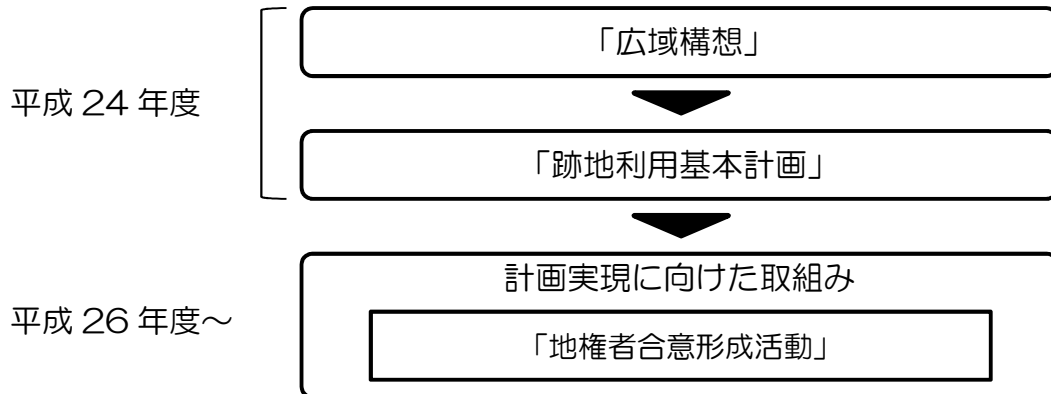 「広域構想」
平成 24 年度
「跡地利用基本計画」
計画実現に向けた取組み
平成 26 年度～
「地権者合意形成活動」